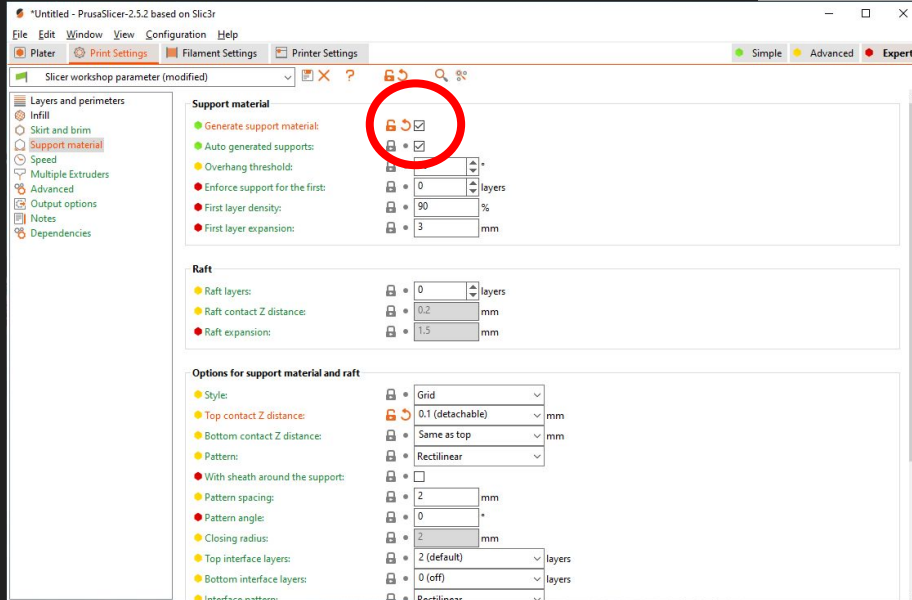 *Untitled - PrusaSlicer-2.5.2 based on Slic3r
File Edit Window View Configuration Help
Plater Print Settings Filament Settings Printer Settings Simple Advanced Expert
Slicer workshop parameter (modified)
Layers and perimeters
Infill
Skirt and brim
Support material
Speed
Multiple Extruders
Advanced
Output options
Notes
Dependencies
Support material
Generate support material:
Auto generated supports:
Overhang threshold: °
Enforce support for the first: 0 layers
First layer density: 90 %
First layer expansion: 3 mm
Raft
Raft layers: 0 layers
Raft contact Z distance: 0.2 mm
Raft expansion: 1.5 mm
Options for support material and raft
Style: Grid
Top contact Z distance: 0.1 (detachable) mm
Bottom contact Z distance: Same as top mm
Pattern: Rectilinear
With sheath around the support:
Pattern spacing: 2 mm
Pattern angle: 0 °
Closing radius: 2 mm
Top interface layers: 2 (default) layers
Bottom interface layers: 0 (off) layers
Interface pattern: Rectilinear